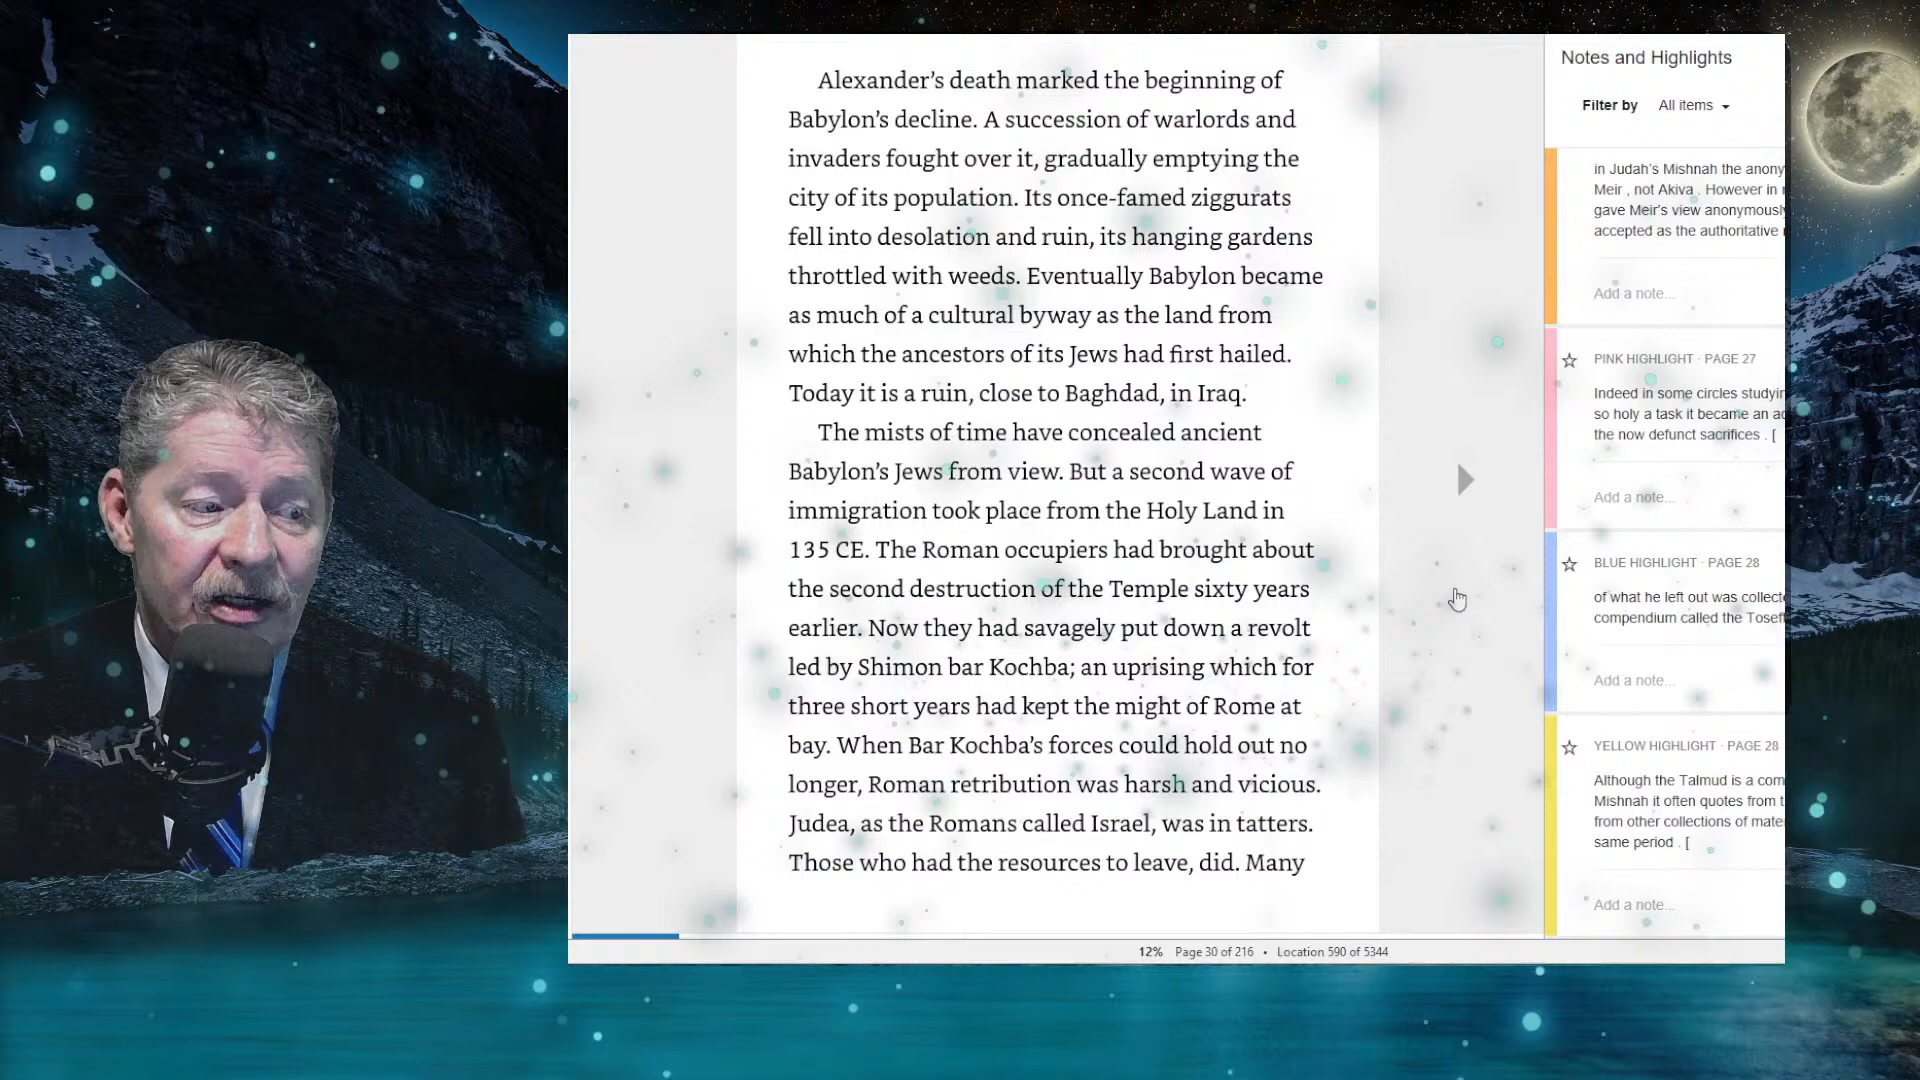 Alexander’s death marked the beginning of
Babylon’s decline. A succession of warlords and
invaders fought over it, gradually emptying the
city of its population. Its once-famed ziggurats
fell into desolation and ruin, its hanging gardens
throttled with weeds. Eventually Babylon became
as much of a cultural byway as the land from
which the ancestors of its Jews had first hailed.
Today it is a ruin, close to Baghdad, in Iraq.
The mists of time have concealed ancient
Babylon’s Jews from view. But a second wave of
immigration took place from the Holy Land in
135 CE. The Roman occupiers had brought about
the second destruction of the Temple sixty years
earlier. Now they had savagely put down a revolt
led by Shimon bar Kochba; an uprising which for
three short years had kept the might of Rome at
bay. When Bar Kochba’s forces could hold out no
longer, Roman retribution was harsh and vicious.
Judea, as the Romans called Israel, was in tatters.
Those who had the resources to leave, did. Many
12% Page 30 of 216 • Location 590 of 5344
Notes and Highlights
Filter by All items
in Judah’s Mishnah the anony
Meir , not Akiva . However in
gave Meir’s view anonymously
accepted as the authoritative
Add a note...
PINK HIGHLIGHT · PAGE 27
Indeed in some circles studyin
so holy a task it became an ac
the now defunct sacrifices . [
Add a note...
BLUE HIGHLIGHT · PAGE 28
of what he left out was collecte
compendium called the Tosef
Add a note...
YELLOW HIGHLIGHT · PAGE 28
Although the Talmud is a com
Mishnah it often quotes from t
from other collections of mate
same period . [
Add a note...